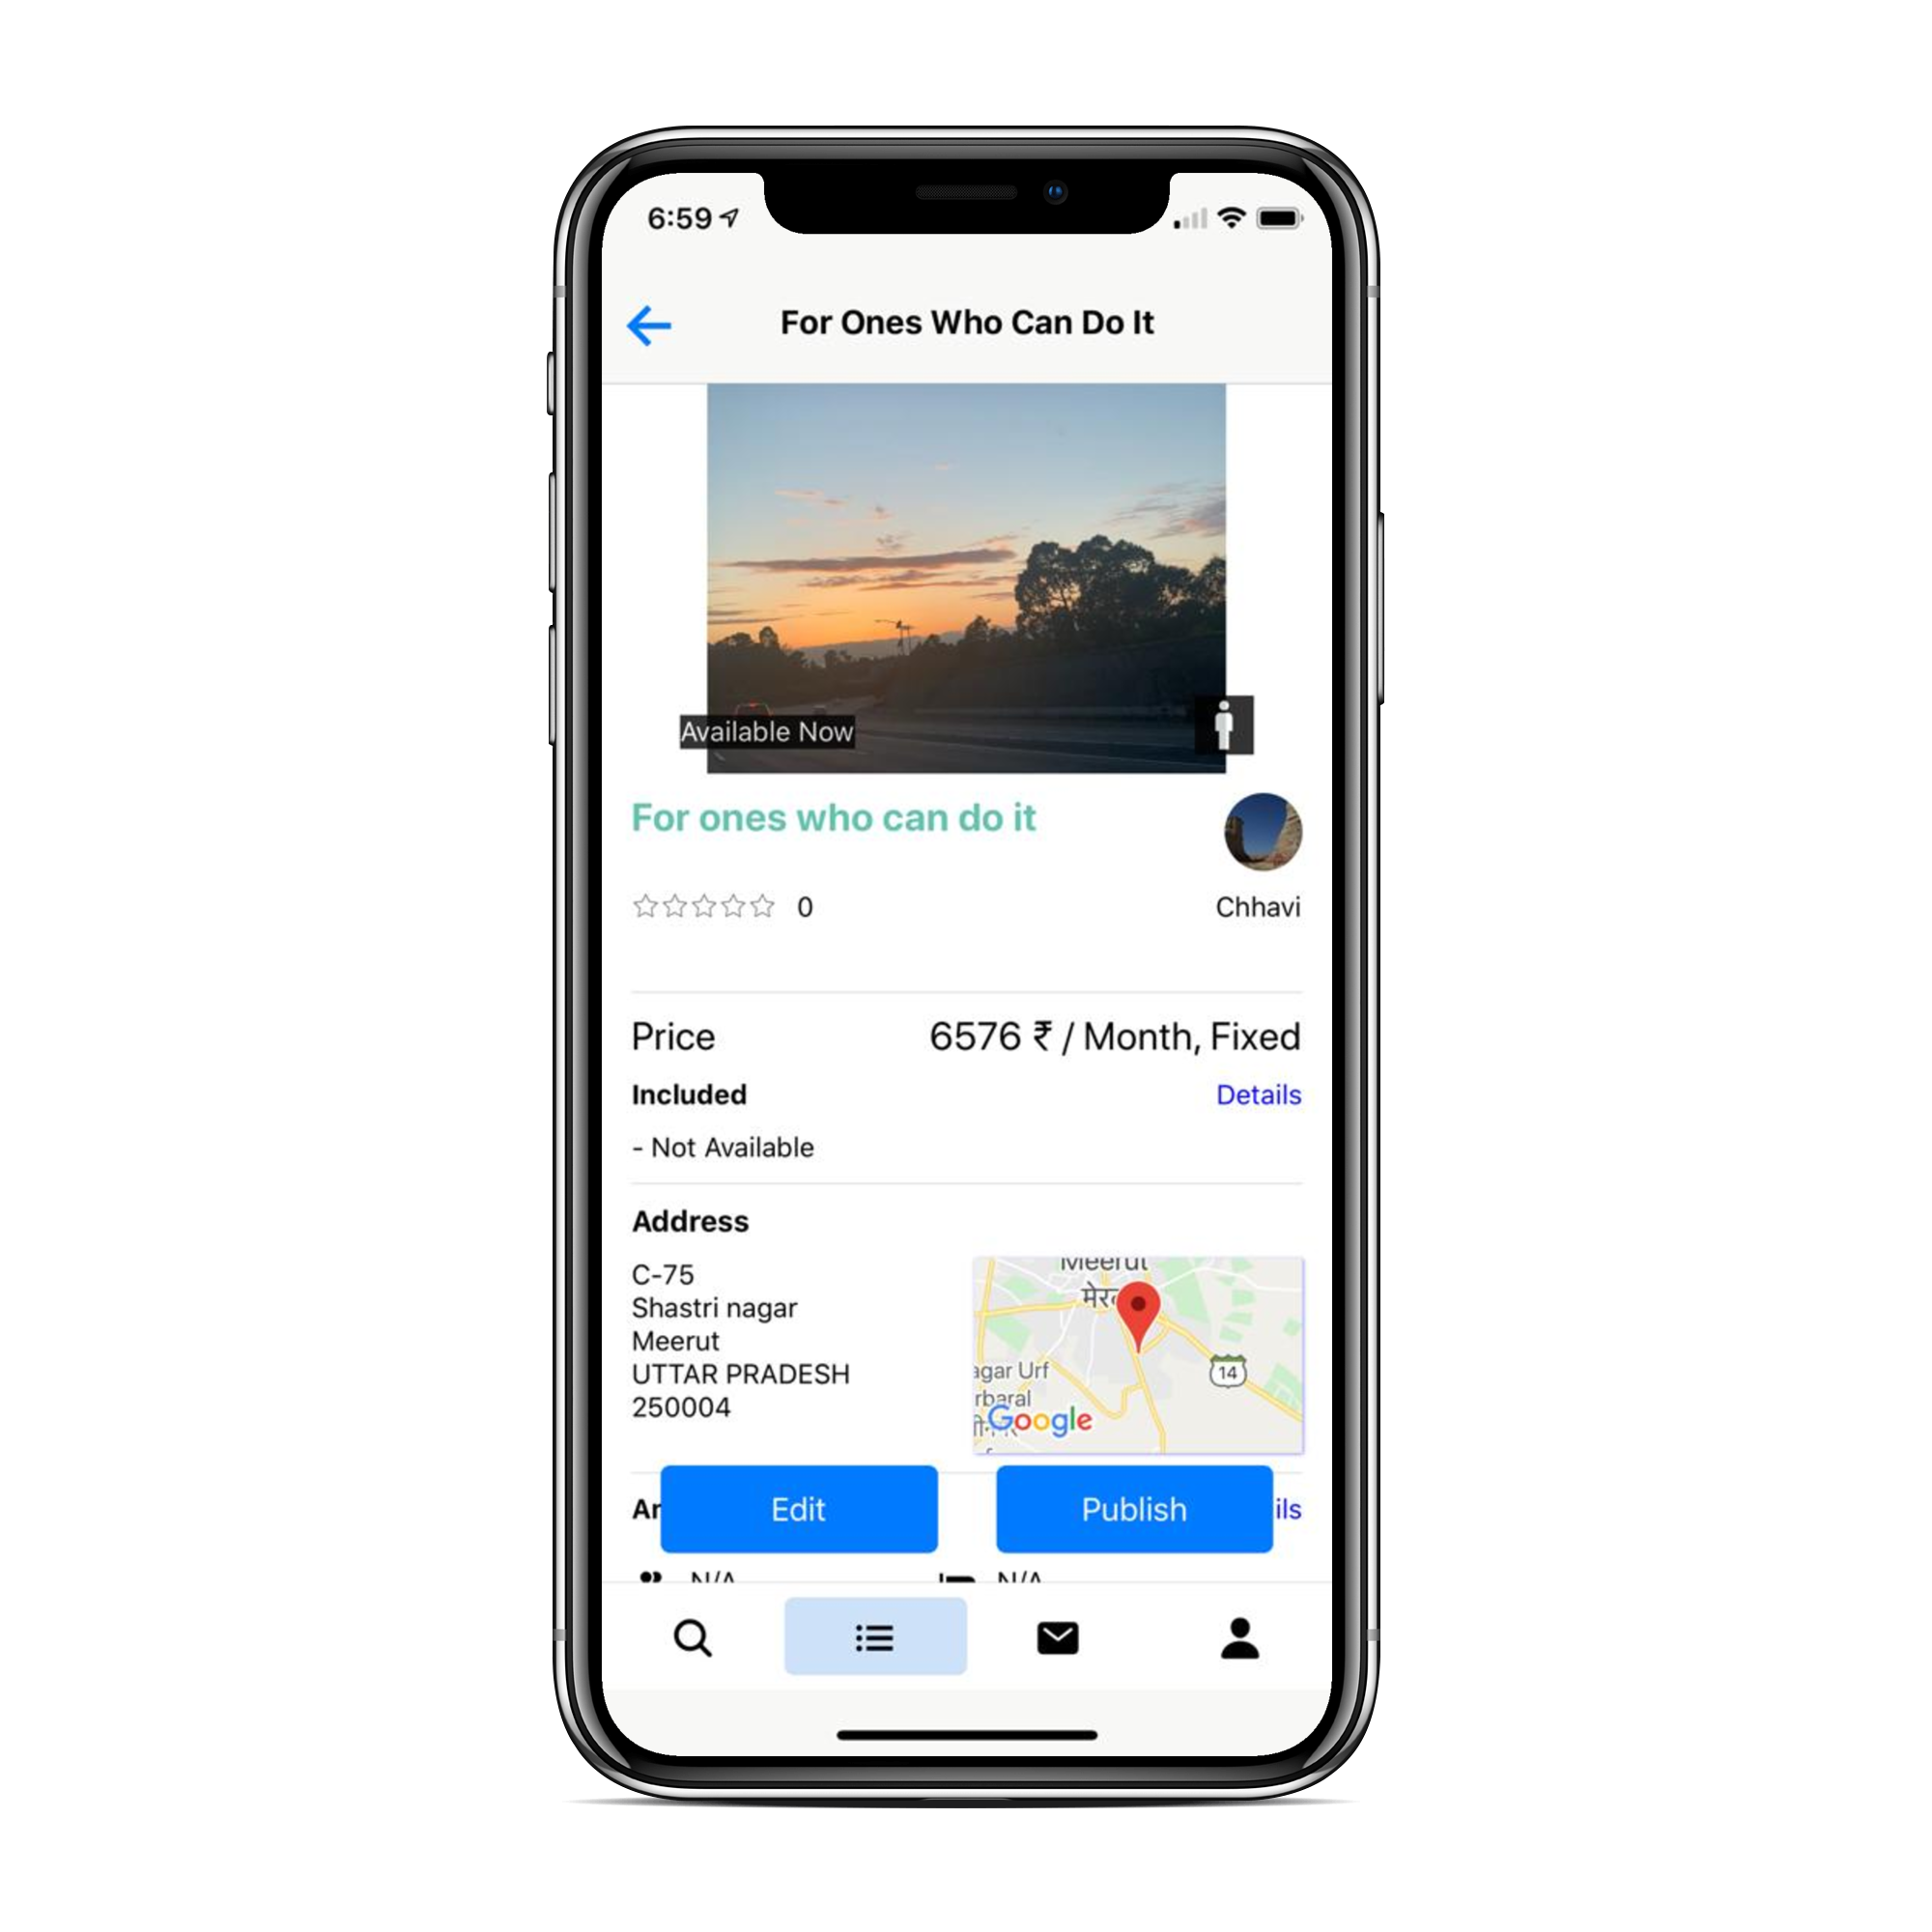 6:59
For Ones Who Can Do It
Available Now
For ones who can do it
0
Chhavi
Price 6576 ₹ / Month, Fixed
Included Details
- Not Available
Address
C-75
Shastri nagar
Meerut
UTTAR PRADESH
250004
Meerut
14
agar Urf
rbaral
Google
Ar Edit Publish ils
N/A N/A